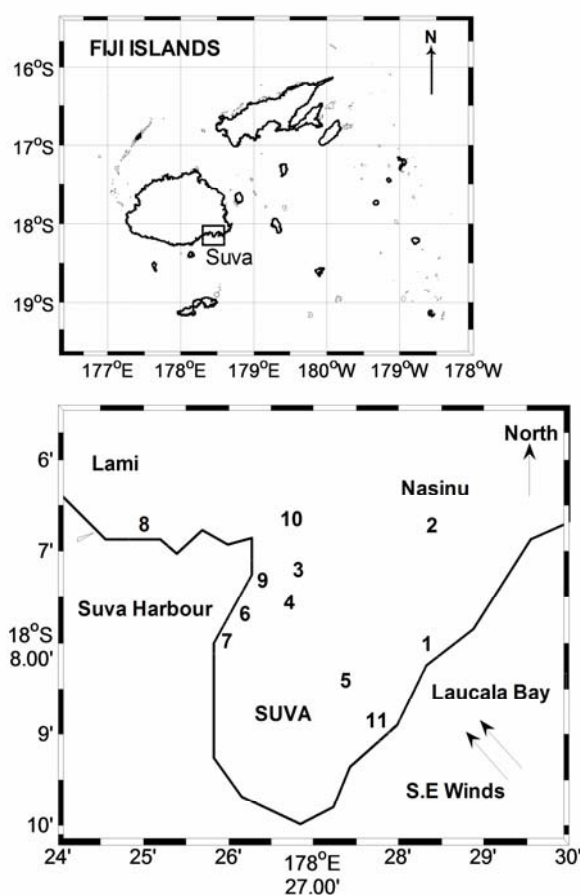 FIJI ISLANDS
N
16°S
17°S
18°S
19°S
Suva
177°E
178°E
179°E
180°W
179°W
178°W
North
6'
Lami
Nasinu
8
10
2
7'
3
9
4
Suva Harbour
6
7
1
18°S
8.00'
5
Laucala Bay
SUVA
11
9'
S.E Winds
10'
24'
25'
26'
178°E
27.00'
28'
29'
30'